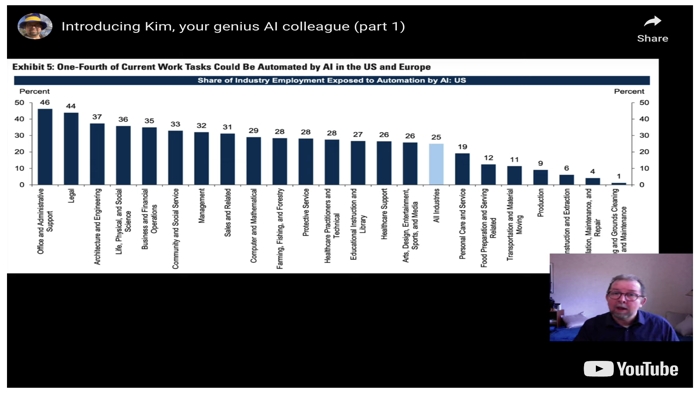 Introducing Kim, your genius AI colleague (part 1)
Share
Exhibit 5: One-Fourth of Current Work Tasks Could Be Automated by AI in the US and Europe
Share of Industry Employment Exposed to Automation by AI: US
Percent
Percent
50
40
30
20
10
0
46
44
37
36
35
33
32
31
29
28
28
28
27
26
26
25
19
12
11
9
6
4
1
50
40
30
20
10
0
Office and Administrative
Support
Legal
Architecture and Engineering
Life, Physical, and Social
Science
Business and Financial
Operations
Community and Social Service
Management
Sales and Related
Computer and Mathematical
Farming, Fishing, and Forestry
Protective Service
Healthcare Practitioners and
Technical
Educational Instruction and
Library
Healthcare Support
Arts, Design, Entertainment,
Sports, and Media
All Industries
Personal Care and Service
Food Preparation and Serving
Related
Transportation and Material
Moving
Production
onstruction and Extraction
lation, Maintenance, and
Repair
ng and Grounds Cleaning
and Maintenance
YouTube